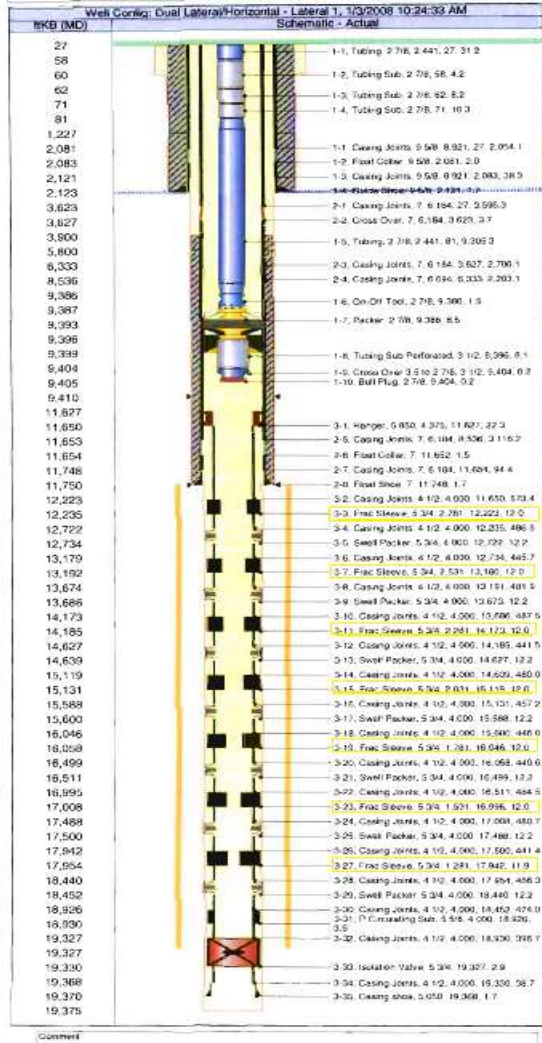 Well Config: Dual Lateral/Horizontal - Lateral 1, 1/3/2008 10:24:33 AM
ftKB (MD)
Schematic - Actual
27
58
60
62
71
81
1,227
2,081
2,083
2,121
2,123
3,623
3,627
3,900
5,800
6,333
8,536
9,386
9,387
9,393
9,396
9,399
9,404
9,405
9,410
11,627
11,650
11,653
11,654
11,748
11,750
12,223
12,235
12,722
12,734
13,179
13,192
13,674
13,686
14,173
14,185
14,627
14,639
15,119
15,131
15,588
15,600
16,046
16,058
16,499
16,511
16,995
17,008
17,488
17,500
17,942
17,954
18,440
18,452
18,926
18,930
19,327
19,327
19,330
19,368
19,370
19,375
1-1, Tubing, 2 7/8, 2.441, 27, 31.2
1-2, Tubing Sub, 2 7/8, 58, 4.2
1-3, Tubing Sub, 2 7/8, 62, 8.2
1-4, Tubing Sub, 2 7/8, 71, 10.3
1-1, Casing Joints, 9 5/8, 8.921, 27, 2,054.1
1-2, Float Collar, 9 5/8, 2,081, 2.0
1-3, Casing Joints, 9 5/8, 8.921, 2,083, 38.3
1-4, Guide Shoe, 9 5/8, 2,121,
2-1, Casing Joints, 7, 6.184, 27, 3,595.3
2-2, Cross Over, 7, 6.184, 3,623, 3.7
1-5, Tubing, 2 7/8, 2.441, 81, 9,305.3
2-3, Casing Joints, 7, 6.184, 3,627, 2,706.1
2-4, Casing Joints, 7, 6.094, 6,333, 2,203.1
1-6, On-Off Tool, 2 7/8, 9,386, 1.5
1-7, Packer, 2 7/8, 9,388, 8.5
1-8, Tubing Sub Perforated, 3 1/2, 9,396, 8.1
1-9, Cross Over 3.5 to 2 7/8, 3 1/2, 9,404, 0.2
1-10, Bull Plug, 2 7/8, 9,404, 0.2
3-1, Hanger, 5.850, 4.375, 11,627, 22.3
2-5, Casing Joints, 7, 6.184, 8,536, 3,116.2
2-6, Float Collar, 7, 11,652, 1.5
2-7, Casing Joints, 7, 6.184, 11,654, 94.4
2-8, Float Shoe, 7, 11,748, 1.7
3-2, Casing Joints, 4 1/2, 4.000, 11,650, 573.4
3-3, Frac Sleeve, 5 3/4, 2.781, 12,223, 12.0
3-4, Casing Joints, 4 1/2, 4.000, 12,235, 486.5
3-5, Swell Packer, 5 3/4, 4.000, 12,722, 12.2
3-6, Casing Joints, 4 1/2, 4.000, 12,734, 445.7
3-7, Frac Sleeve, 5 3/4, 2.531, 13,180, 12.0
3-8, Casing Joints, 4 1/2, 4.000, 13,191, 481.9
3-9, Swell Packer, 5 3/4, 4.000, 13,673, 12.2
3-10, Casing Joints, 4 1/2, 4.000, 13,686, 487.5
3-11, Frac Sleeve, 5 3/4, 2.281, 14,173, 12.0
3-12, Casing Joints, 4 1/2, 4.000, 14,185, 441.5
3-13, Swell Packer, 5 3/4, 4.000, 14,627, 12.2
3-14, Casing Joints, 4 1/2, 4.000, 14,639, 480.0
3-15, Frac Sleeve, 5 3/4, 2.031, 15,119, 12.0
3-16, Casing Joints, 4 1/2, 4.000, 15,131, 457.2
3-17, Swell Packer, 5 3/4, 4.000, 15,588, 12.2
3-18, Casing Joints, 4 1/2, 4.000, 15,600, 446.0
3-19, Frac Sleeve, 5 3/4, 1.781, 16,046, 12.0
3-20, Casing Joints, 4 1/2, 4.000, 16,058, 440.6
3-21, Swell Packer, 5 3/4, 4.000, 16,499, 12.2
3-22, Casing Joints, 4 1/2, 4.000, 16,511, 484.5
3-23, Frac Sleeve, 5 3/4, 1.531, 16,996, 12.0
3-24, Casing Joints, 4 1/2, 4.000, 17,008, 480.7
3-25, Swell Packer, 5 3/4, 4.000, 17,488, 12.2
3-26, Casing Joints, 4 1/2, 4.000, 17,500, 441.4
3-27, Frac Sleeve, 5 3/4, 1.281, 17,942, 11.9
3-28, Casing Joints, 4 1/2, 4.000, 17,954, 486.3
3-29, Swell Packer, 5 3/4, 4.000, 18,440, 12.2
3-30, Casing Joints, 4 1/2, 4.000, 18,452, 474.0
3-31, P Circulating Sub, 5 5/8, 4.000, 18,926,
3.5
3-32, Casing Joints, 4 1/2, 4.000, 18,930, 396.7
3-33, Isolation Valve, 5 3/4, 19,327, 2.9
3-34, Casing Joints, 4 1/2, 4.000, 19,330, 38.7
3-35, Casing shoe, 5.050, 19,368, 1.7
Comment